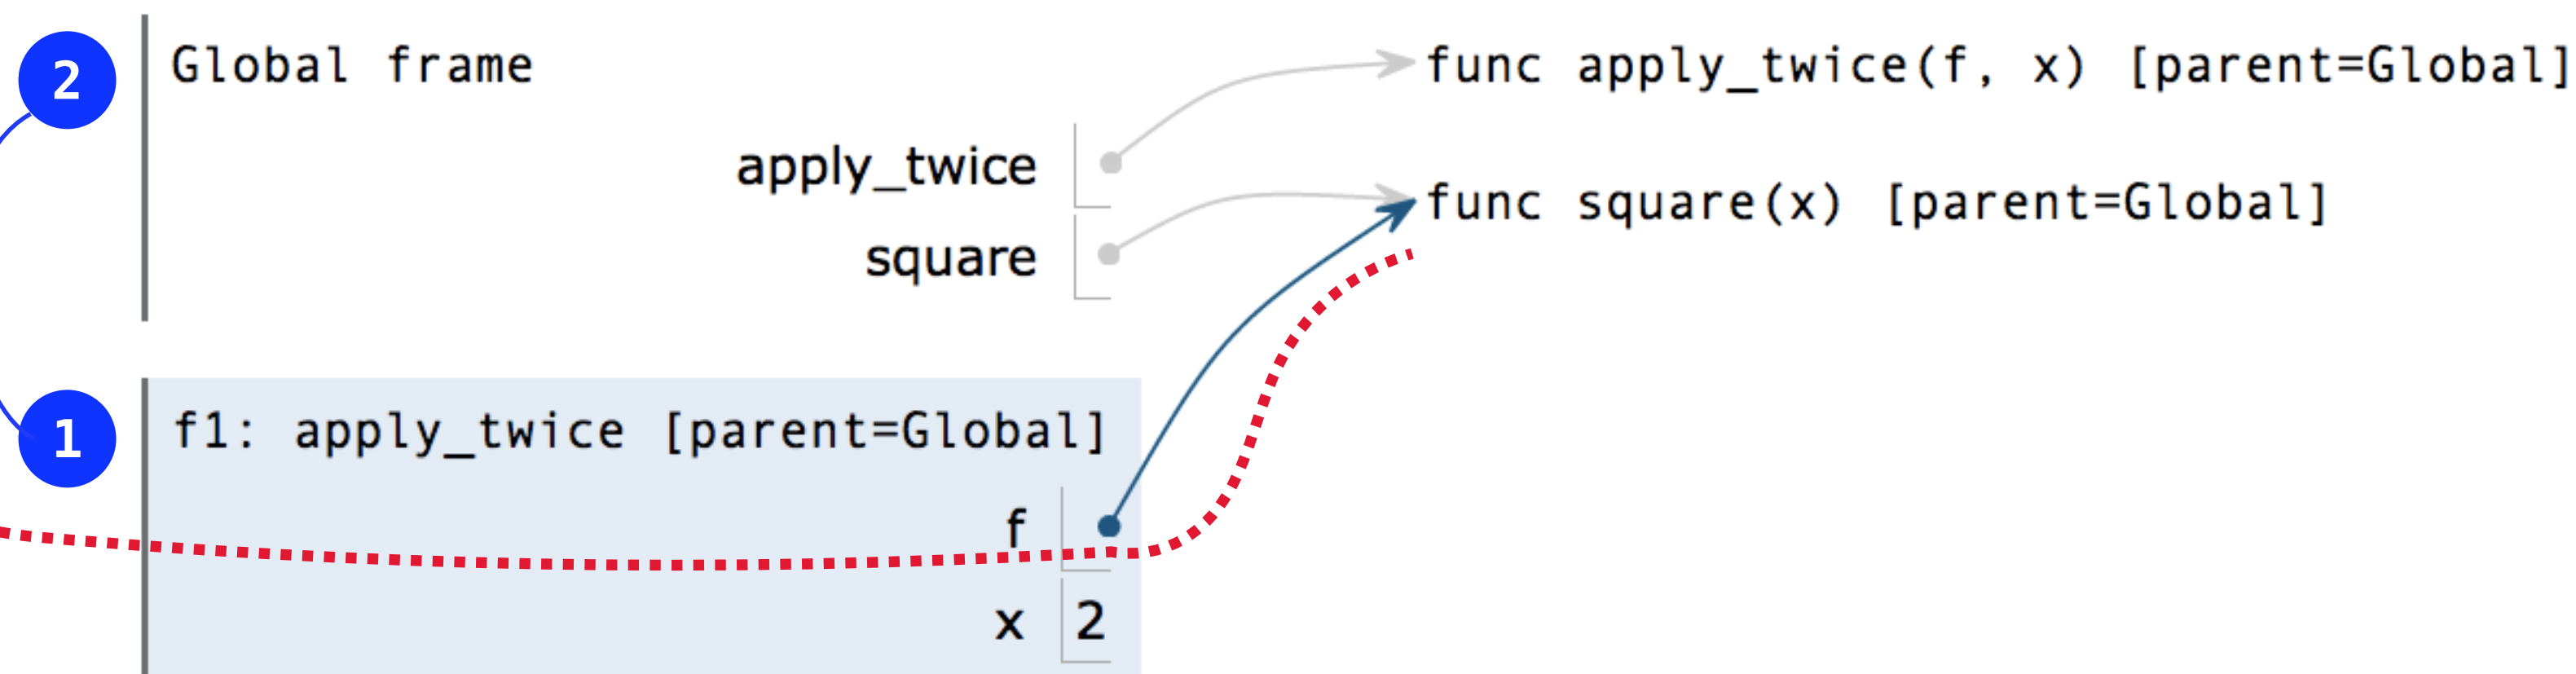 2
Global frame
func apply_twice(f, x) [parent=Global]
apply_twice
square
func square(x) [parent=Global]
1
f1: apply_twice [parent=Global]
f
x 2